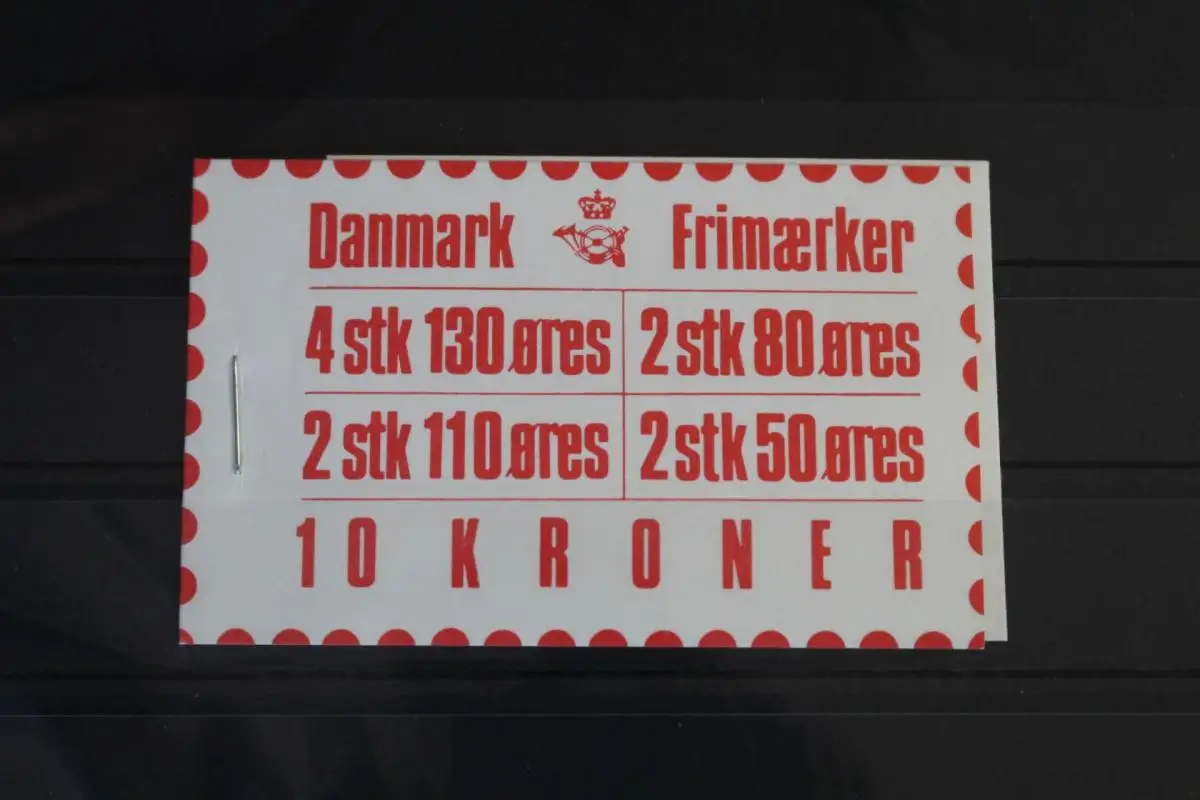 Danmark Frimærker
4 stk 130 øres 2 stk 80 øres
2 stk 110 øres 2 stk 50 øres
10 KRONER